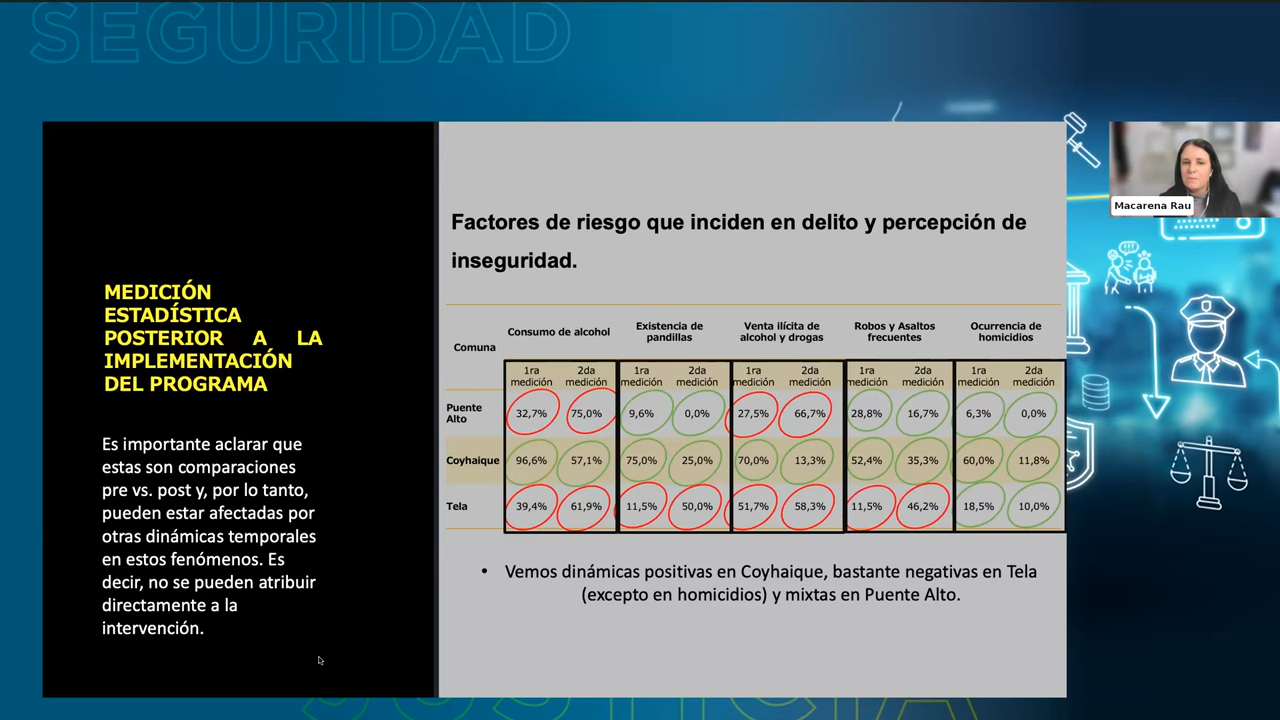 SEGURIDAD
Macarena Rau
MEDICIÓN
ESTADÍSTICA
POSTERIOR A LA
IMPLEMENTACIÓN
DEL PROGRAMA
Es importante aclarar que
estas son comparaciones
pre vs. post y, por lo tanto,
pueden estar afectadas por
otras dinámicas temporales
en estos fenómenos. Es
decir, no se pueden atribuir
directamente a la
intervención.
Factores de riesgo que inciden en delito y percepción de
inseguridad.
Comuna Consumo de alcohol Existencia de pandillas Venta ilícita de alcohol y drogas Robos y Asaltos frecuentes Ocurrencia de homicidios
1ra medición 2da medición 1ra medición 2da medición 1ra medición 2da medición 1ra medición 2da medición 1ra medición 2da medición
Puente Alto 32,7% 75,0% 9,6% 0,0% 27,5% 66,7% 28,8% 16,7% 6,3% 0,0%
Coyhaique 96,6% 57,1% 75,0% 25,0% 70,0% 13,3% 52,4% 35,3% 60,0% 11,8%
Tela 39,4% 61,9% 11,5% 50,0% 51,7% 58,3% 11,5% 46,2% 18,5% 10,0%
• Vemos dinámicas positivas en Coyhaique, bastante negativas en Tela
(excepto en homicidios) y mixtas en Puente Alto.